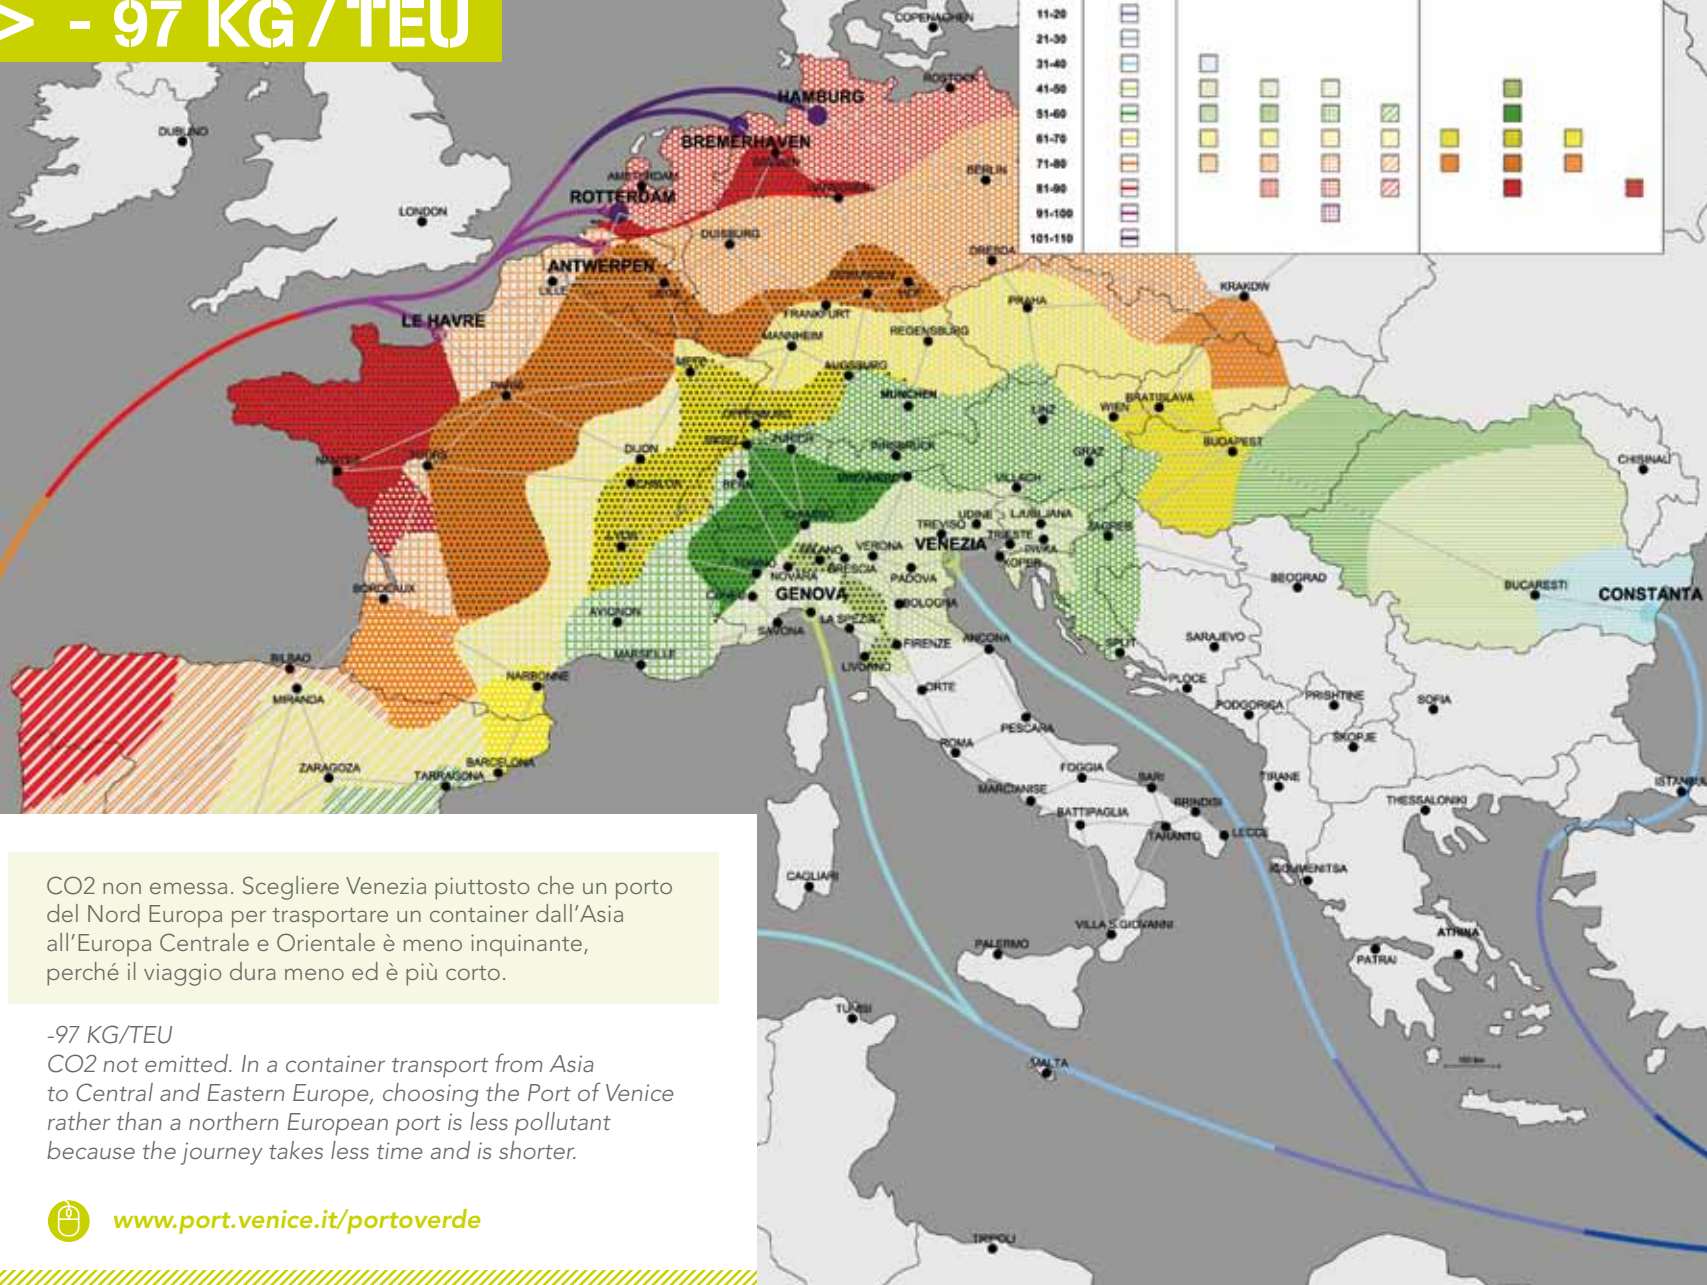 > - 97 KG/TEU
11-20
21-30
31-40
41-50
51-60
61-70
71-80
81-90
91-100
101-110
COPENAGHEN
ROSTOCK
HAMBURG
DUBLINO
BREMERHAVEN
BERLIN
AMSTERDAM
HANNOVER
ROTTERDAM
LONDON
DUISBURG
DRESDA
ANTWERPEN
LILLE
KRAKOW
PRAHA
FRANKFURT
LE HAVRE
REGENSBURG
MANNHEIM
AUGSBURG
PARIS
MUNCHEN
BRATISLAVA
WIEN
LINZ
OFFENBURG
ZURICH
INNSBRUCK
BUDAPEST
DIJON
GRAZ
TOURS
NANTES
CHISINAU
VILLACH
BERN
UDINE
LJUBLJANA
TREVISO
ZAGREB
TRIESTE
LYON
MILANO
VERONA
VENEZIA
KOPER
TORINO
NOVARA
BRESCIA
PADOVA
BEOGRAD
BUCARESTI
CONSTANTA
BORDEAUX
CUNEO
GENOVA
BOLOGNA
AVIGNON
LA SPEZIA
SAVONA
FIRENZE
ANCONA
SPLIT
SARAJEVO
MARSEILLE
LIVORNO
BILBAO
NARBONNE
PLOCE
ORTE
PRISHTINE
SOFIA
MIRANDA
PODGORICA
PESCARA
SKOPJE
ROMA
BARCELONA
ZARAGOZA
TARRAGONA
FOGGIA
BARI
TIRANE
MARCIANISE
BRINDISI
THESSALONIKI
BATTIPAGLIA
TARANTO
LECCE
IGOUMENITSA
CAGLIARI
VILLA S.GIOVANNI
ATHINA
PALERMO
PATRAI
TUNISI
MALTA
TRIPOLI
CO2 non emessa. Scegliere Venezia piuttosto che un porto
del Nord Europa per trasportare un container dall’Asia
all’Europa Centrale e Orientale è meno inquinante,
perché il viaggio dura meno ed è più corto.
-97 KG/TEU
CO2 not emitted. In a container transport from Asia
to Central and Eastern Europe, choosing the Port of Venice
rather than a northern European port is less pollutant
because the journey takes less time and is shorter.
www.port.venice.it/portoverde